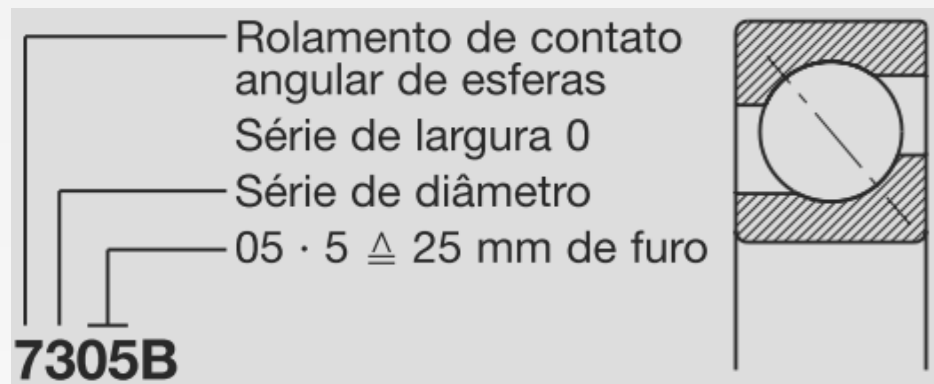 Rolamento de contato
angular de esferas
Série de largura 0
Série de diâmetro
05 · 5 ≙ 25 mm de furo
7305B